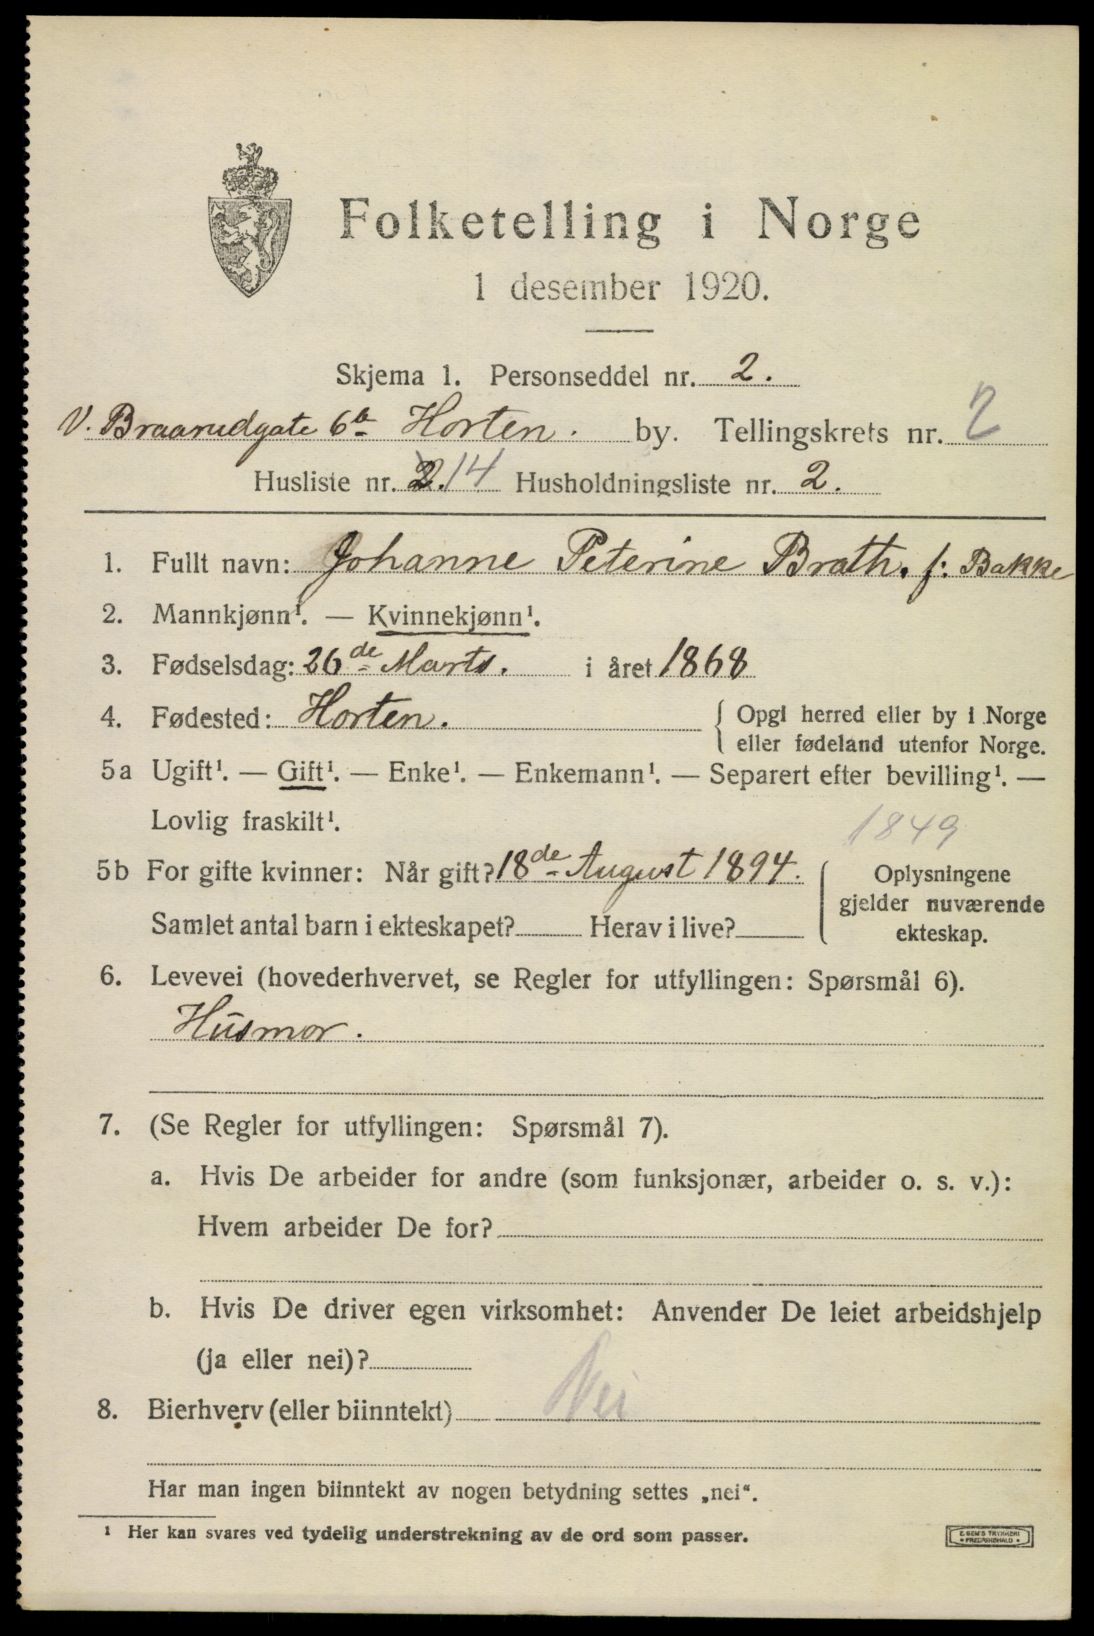 Folketelling i Norge
1 desember 1920.
Skjema 1. Personseddel nr. 2.
V. Braarudgate 6b Horten. by. Tellingskrets nr. 2
Husliste nr. 2. 14 Husholdningsliste nr. 2.
1. Fullt navn: Johanne Peterine Brath. f: Bakke
2. Mannkjønn¹. — Kvinnekjønn¹.
3. Fødselsdag: 26de Marts. i året 1868
4. Fødested: Horten. { Opgi herred eller by i Norge
eller fødeland utenfor Norge.
5a Ugift¹. — Gift¹. — Enke¹. — Enkemann¹. — Separert efter bevilling¹. —
Lovlig fraskilt¹.
1849
5b For gifte kvinner: Når gift? 18de August 1894. { Oplysningene
gjelder nuværende
Samlet antal barn i ekteskapet? Herav i live?
ekteskap.
6. Levevei (hovederhvervet, se Regler for utfyllingen: Spørsmål 6).
Husmor.
7. (Se Regler for utfyllingen: Spørsmål 7).
a. Hvis De arbeider for andre (som funksjonær, arbeider o. s. v.):
Hvem arbeider De for?
b. Hvis De driver egen virksomhet: Anvender De leiet arbeidshjelp
(ja eller nei)?
8. Bierhverv (eller biinntekt) Nei
Har man ingen biinntekt av nogen betydning settes „nei“.
¹ Her kan svares ved tydelig understrekning av de ord som passer.
E. SEM'S TRYKKERI
FREDRIKSHALD